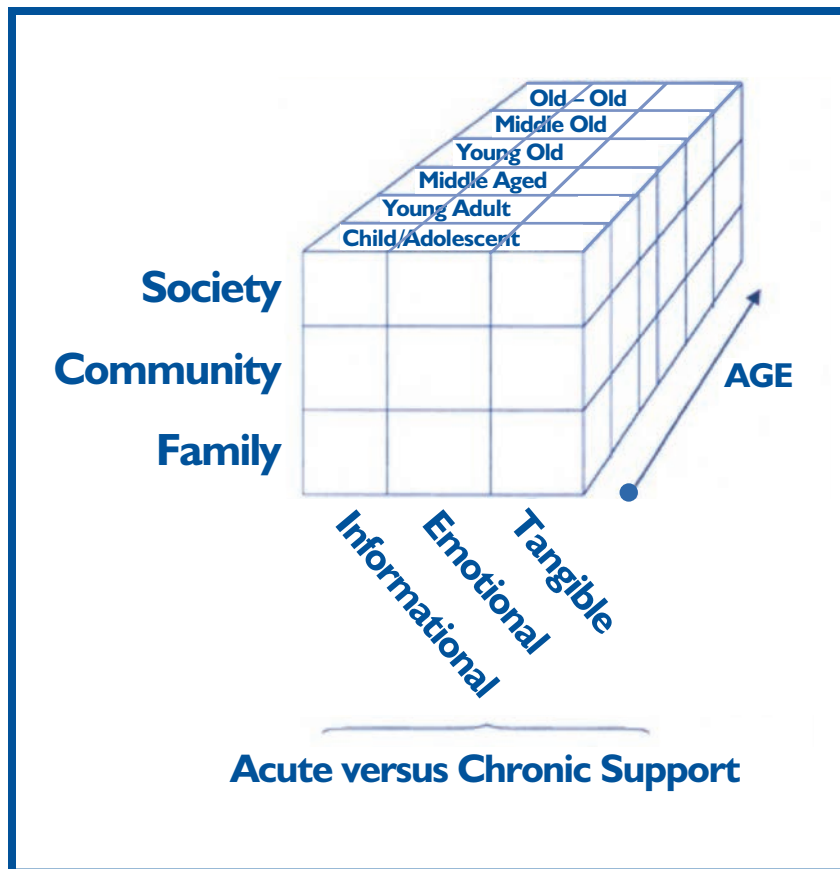 Old – Old
Middle Old
Young Old
Middle Aged
Young Adult
Child/Adolescent
Society
Community
Family
AGE
Informational
Emotional
Tangible
Acute versus Chronic Support